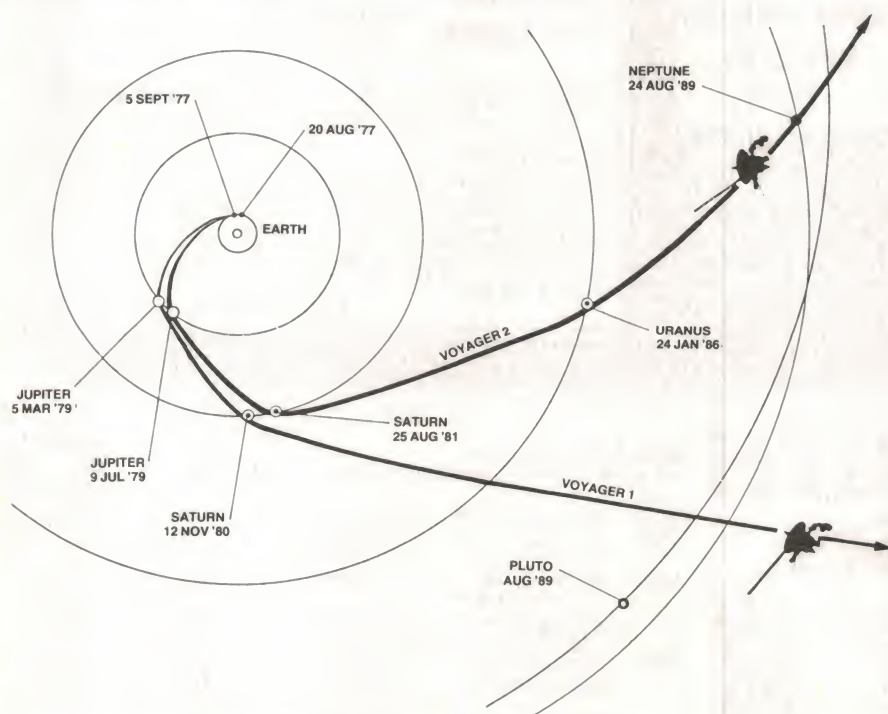 5 SEPT '77
20 AUG '77
EARTH
NEPTUNE
24 AUG '89
URANUS
24 JAN '86
VOYAGER 2
JUPITER
5 MAR '79
JUPITER
9 JUL '79
SATURN
25 AUG '81
SATURN
12 NOV '80
VOYAGER 1
PLUTO
AUG '89